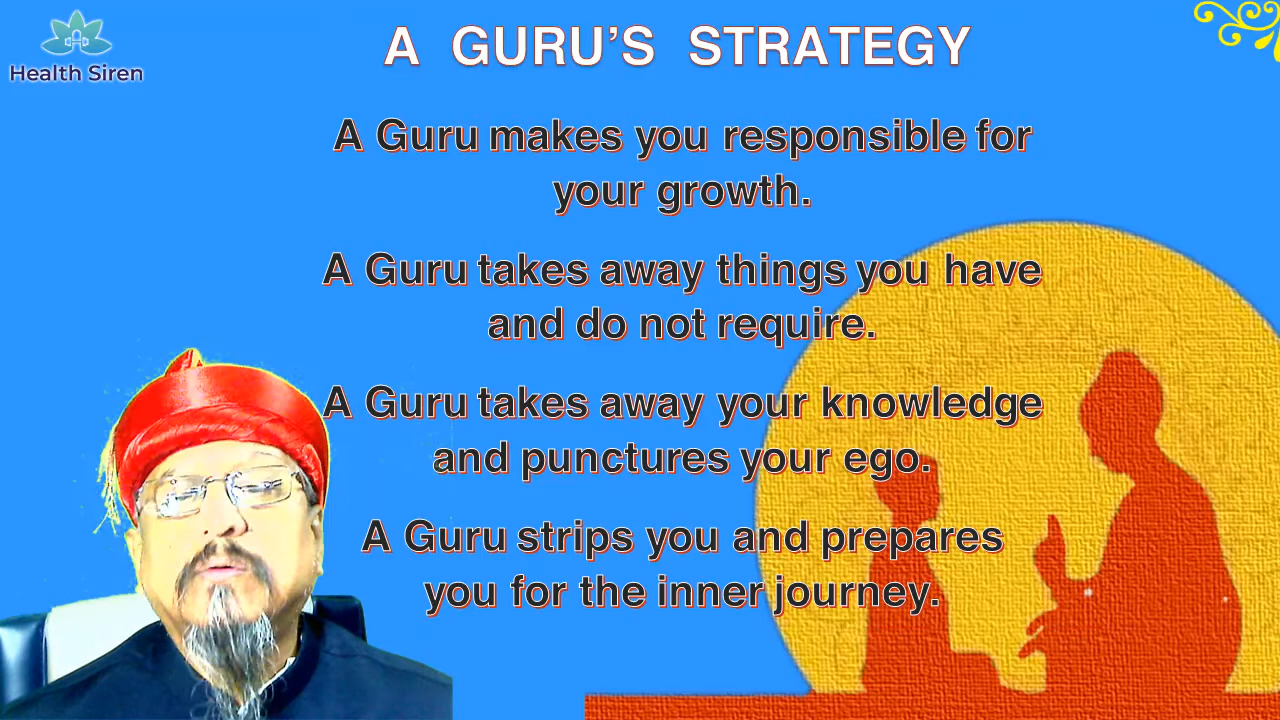 Health Siren
A GURU’S STRATEGY
A Guru makes you responsible for
your growth.
A Guru takes away things you have
and do not require.
A Guru takes away your knowledge
and punctures your ego.
A Guru strips you and prepares
you for the inner journey.